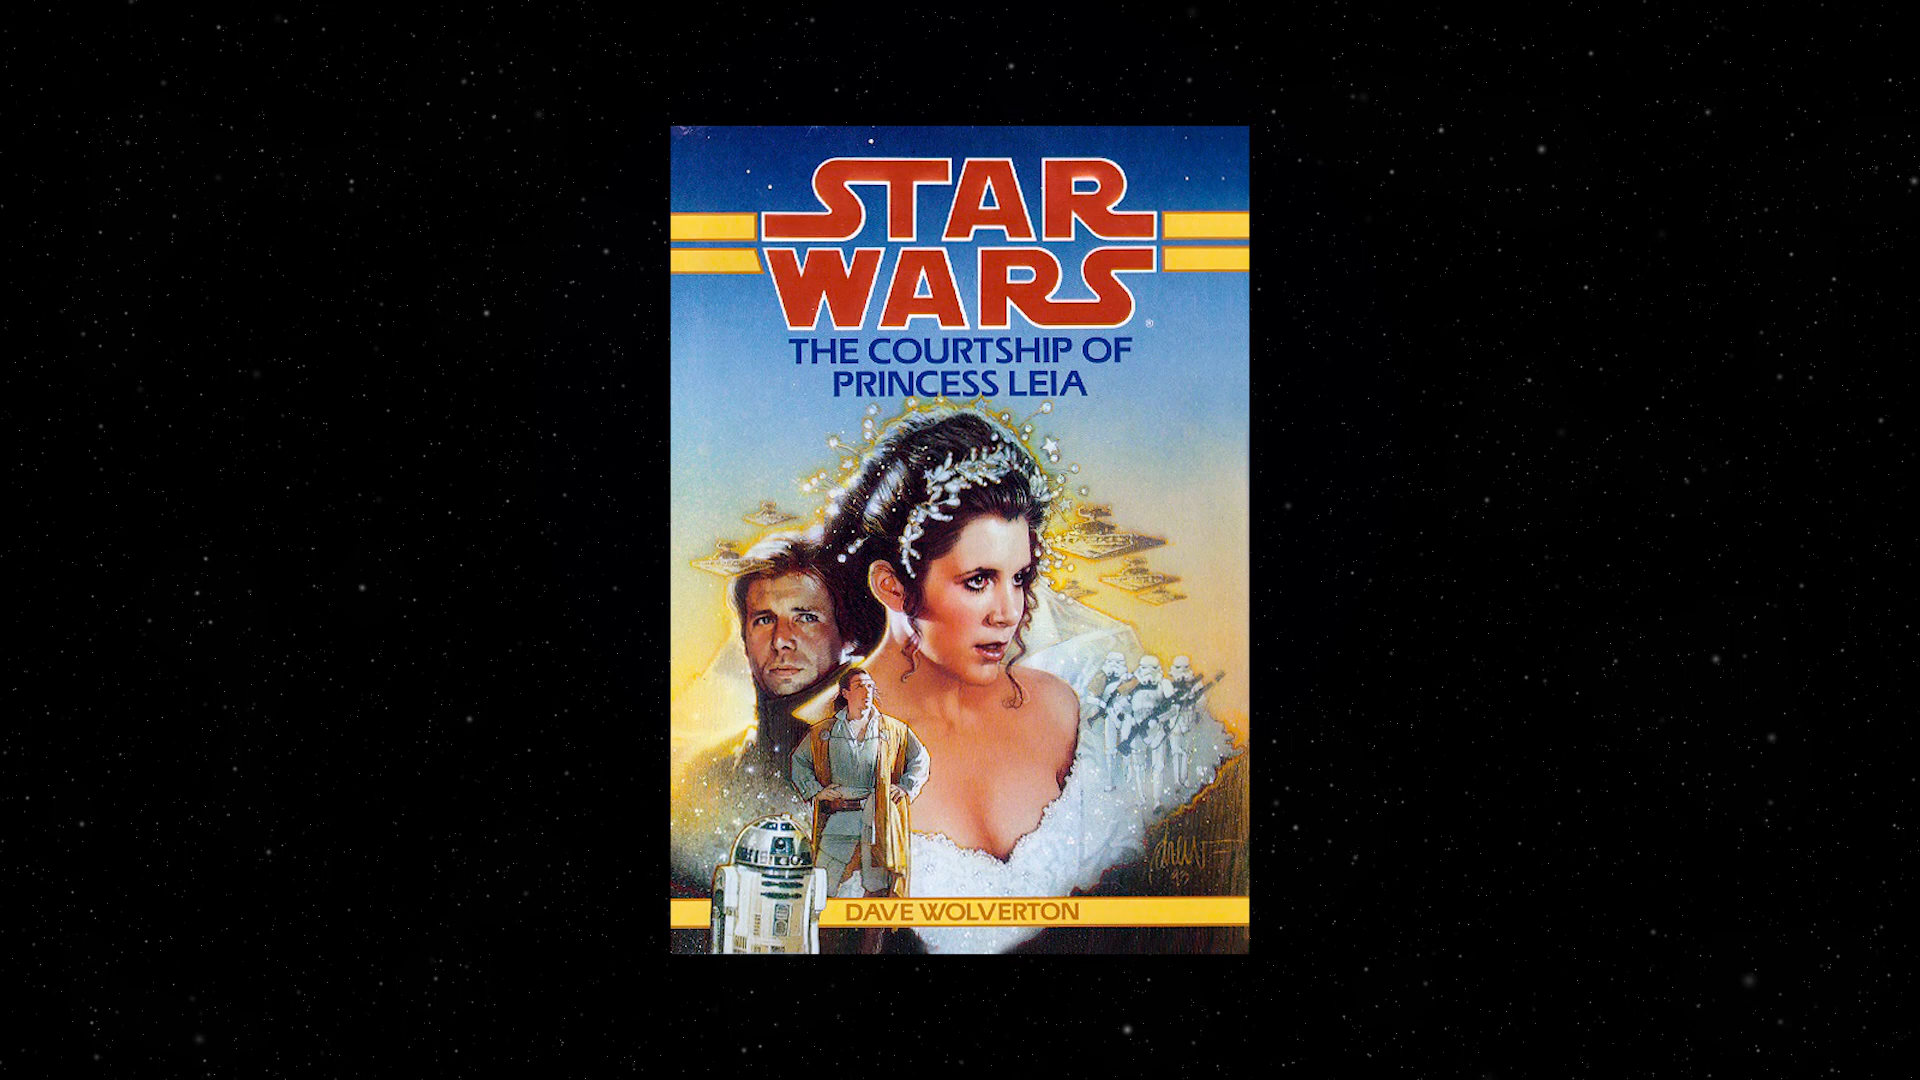 STAR
WARS
®
THE COURTSHIP OF
PRINCESS LEIA
DAVE WOLVERTON